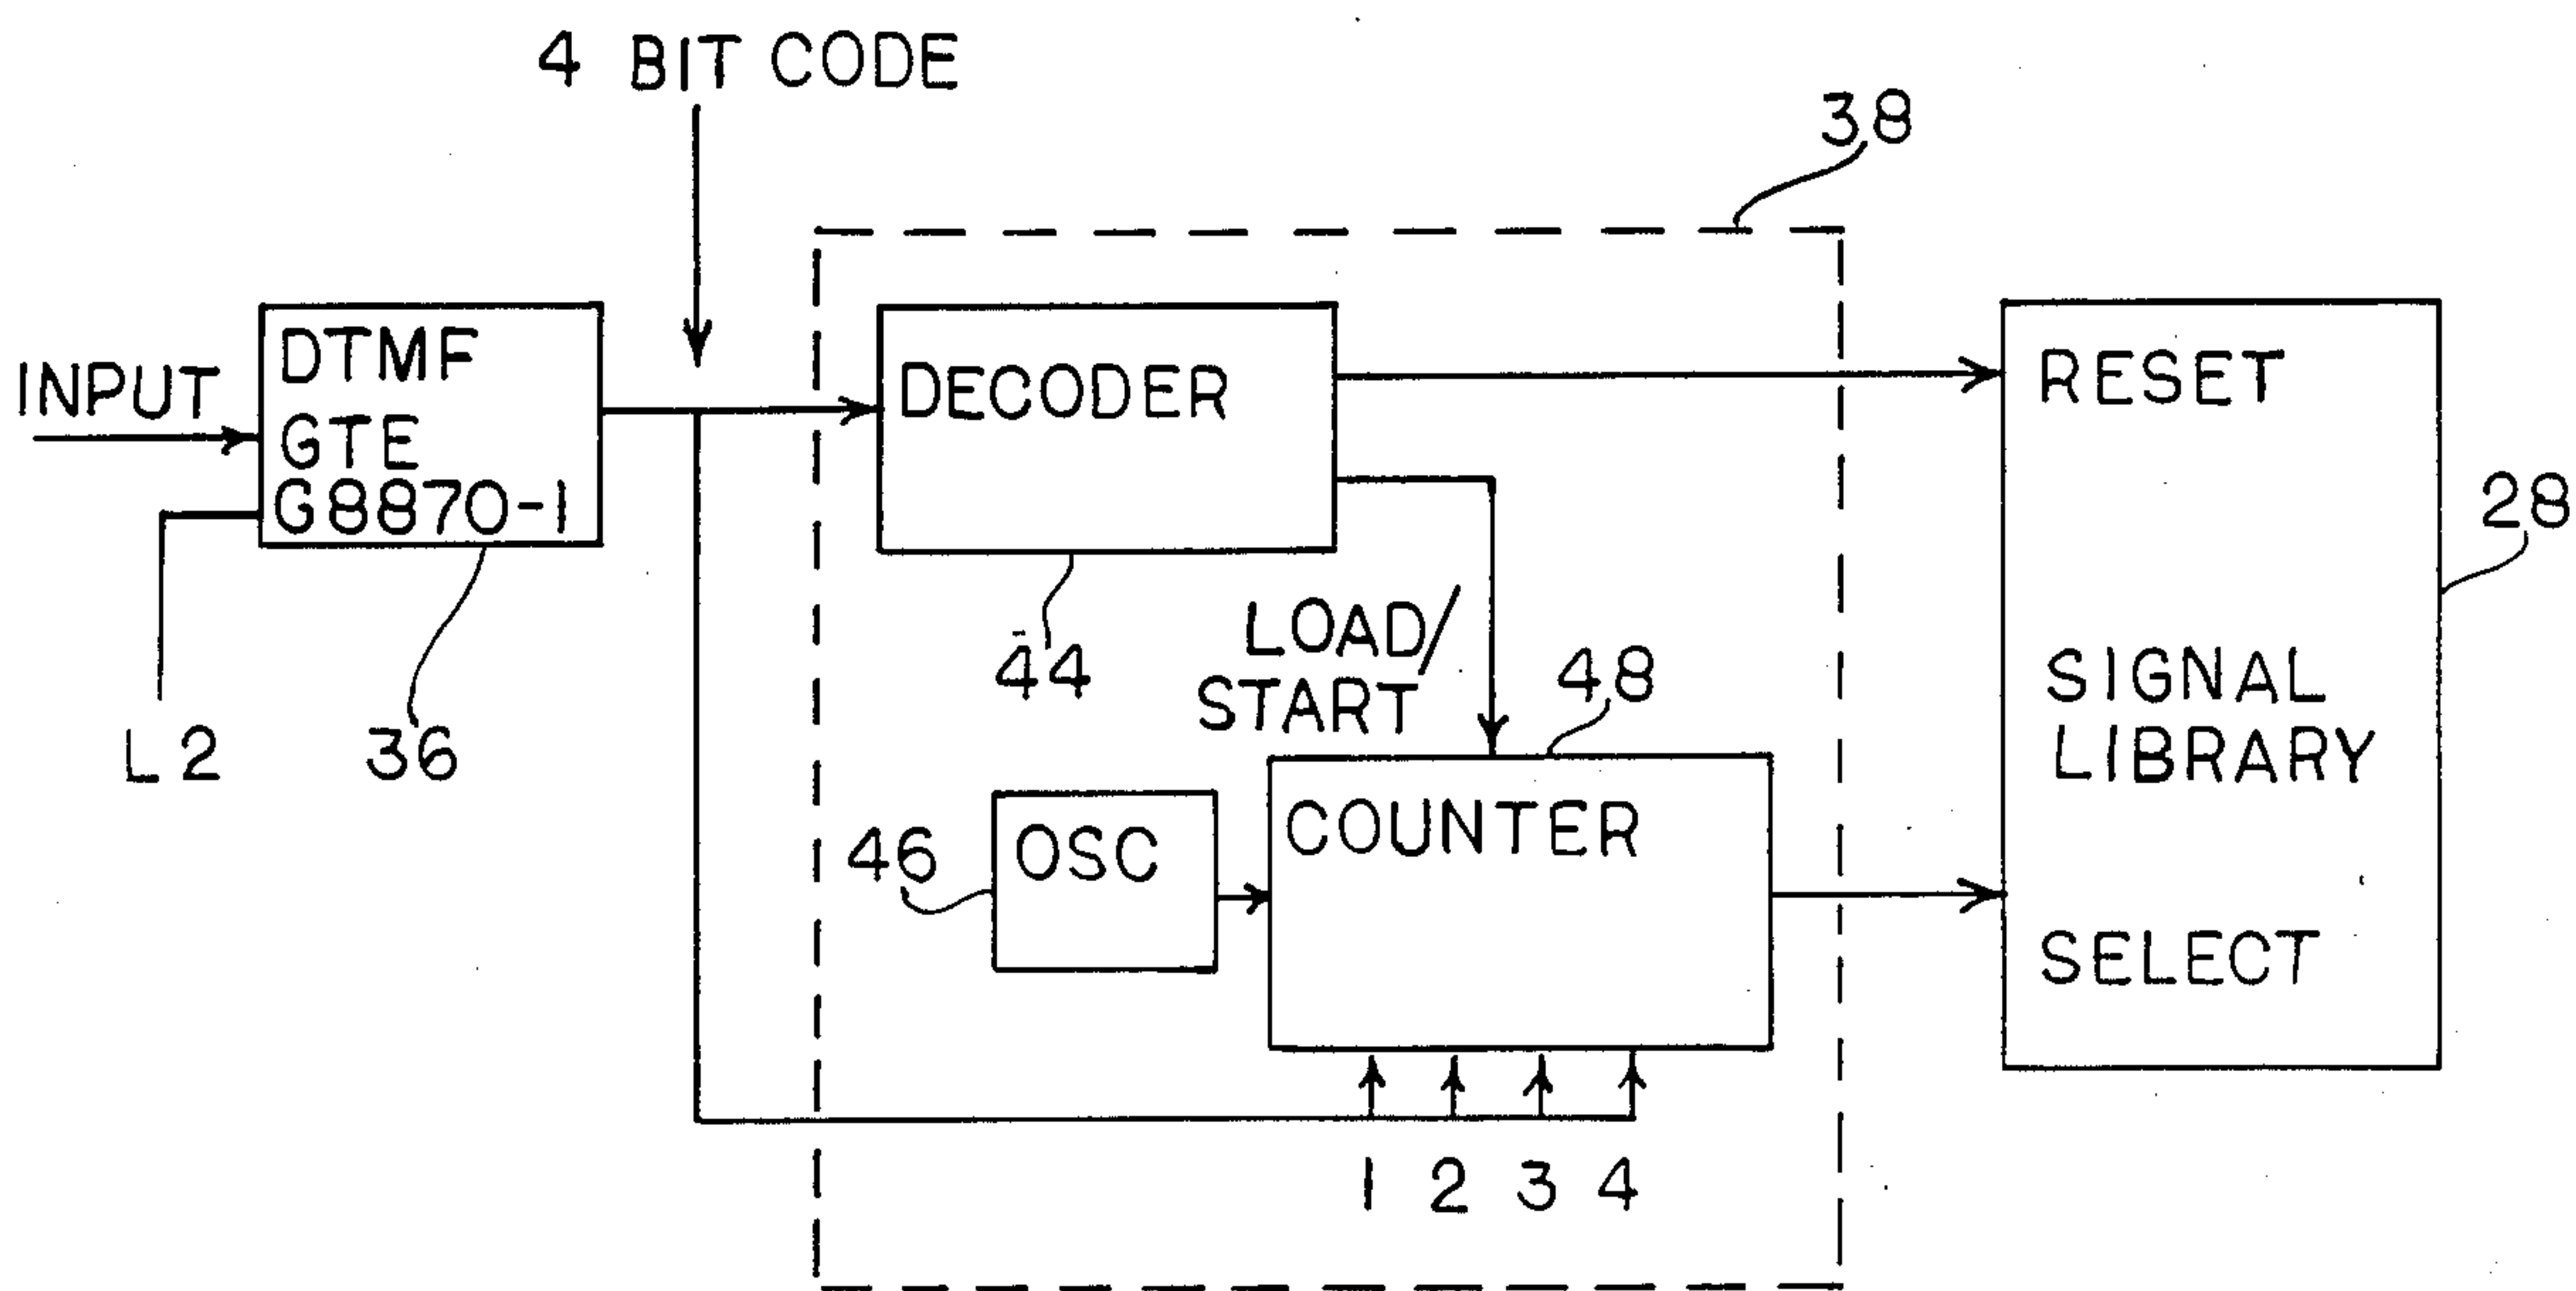 4 BIT CODE
38
INPUT
DTMF
GTE
G8870-1
L2
36
DECODER
44
LOAD/
START
48
46
OSC
COUNTER
1 2 3 4
RESET
SIGNAL
LIBRARY
SELECT
28